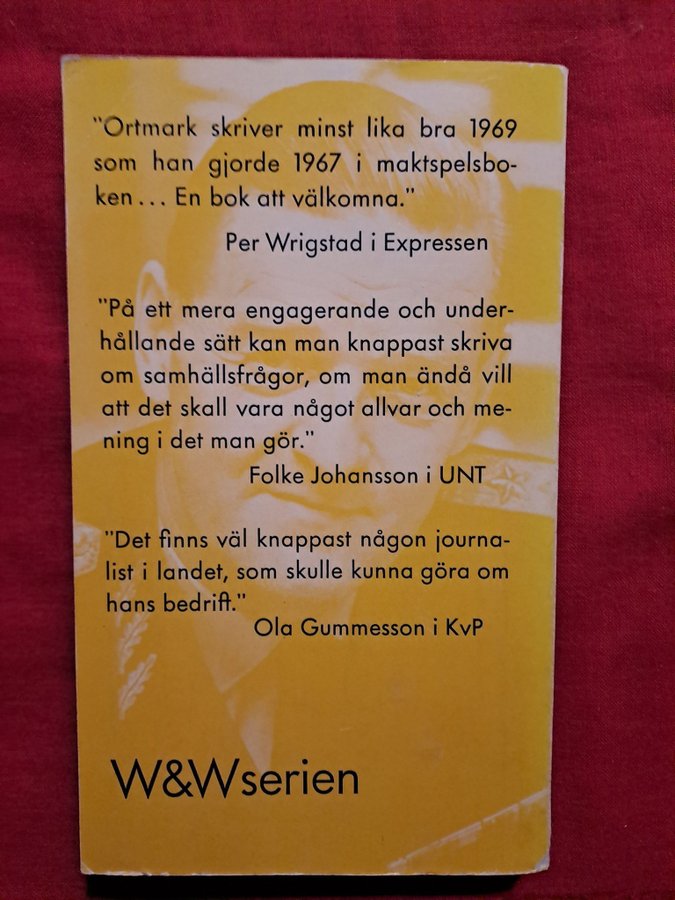 "Ortmark skriver minst lika bra 1969
som han gjorde 1967 i maktspelsbo-
ken... En bok att välkomna."
Per Wrigstad i Expressen
"På ett mera engagerande och under-
hållande sätt kan man knappast skriva
om samhällsfrågor, om man ändå vill
att det skall vara något allvar och me-
ning i det man gör."
Folke Johansson i UNT
"Det finns väl knappast någon journa-
list i landet, som skulle kunna göra om
hans bedrift."
Ola Gummesson i KvP
W&Wserien